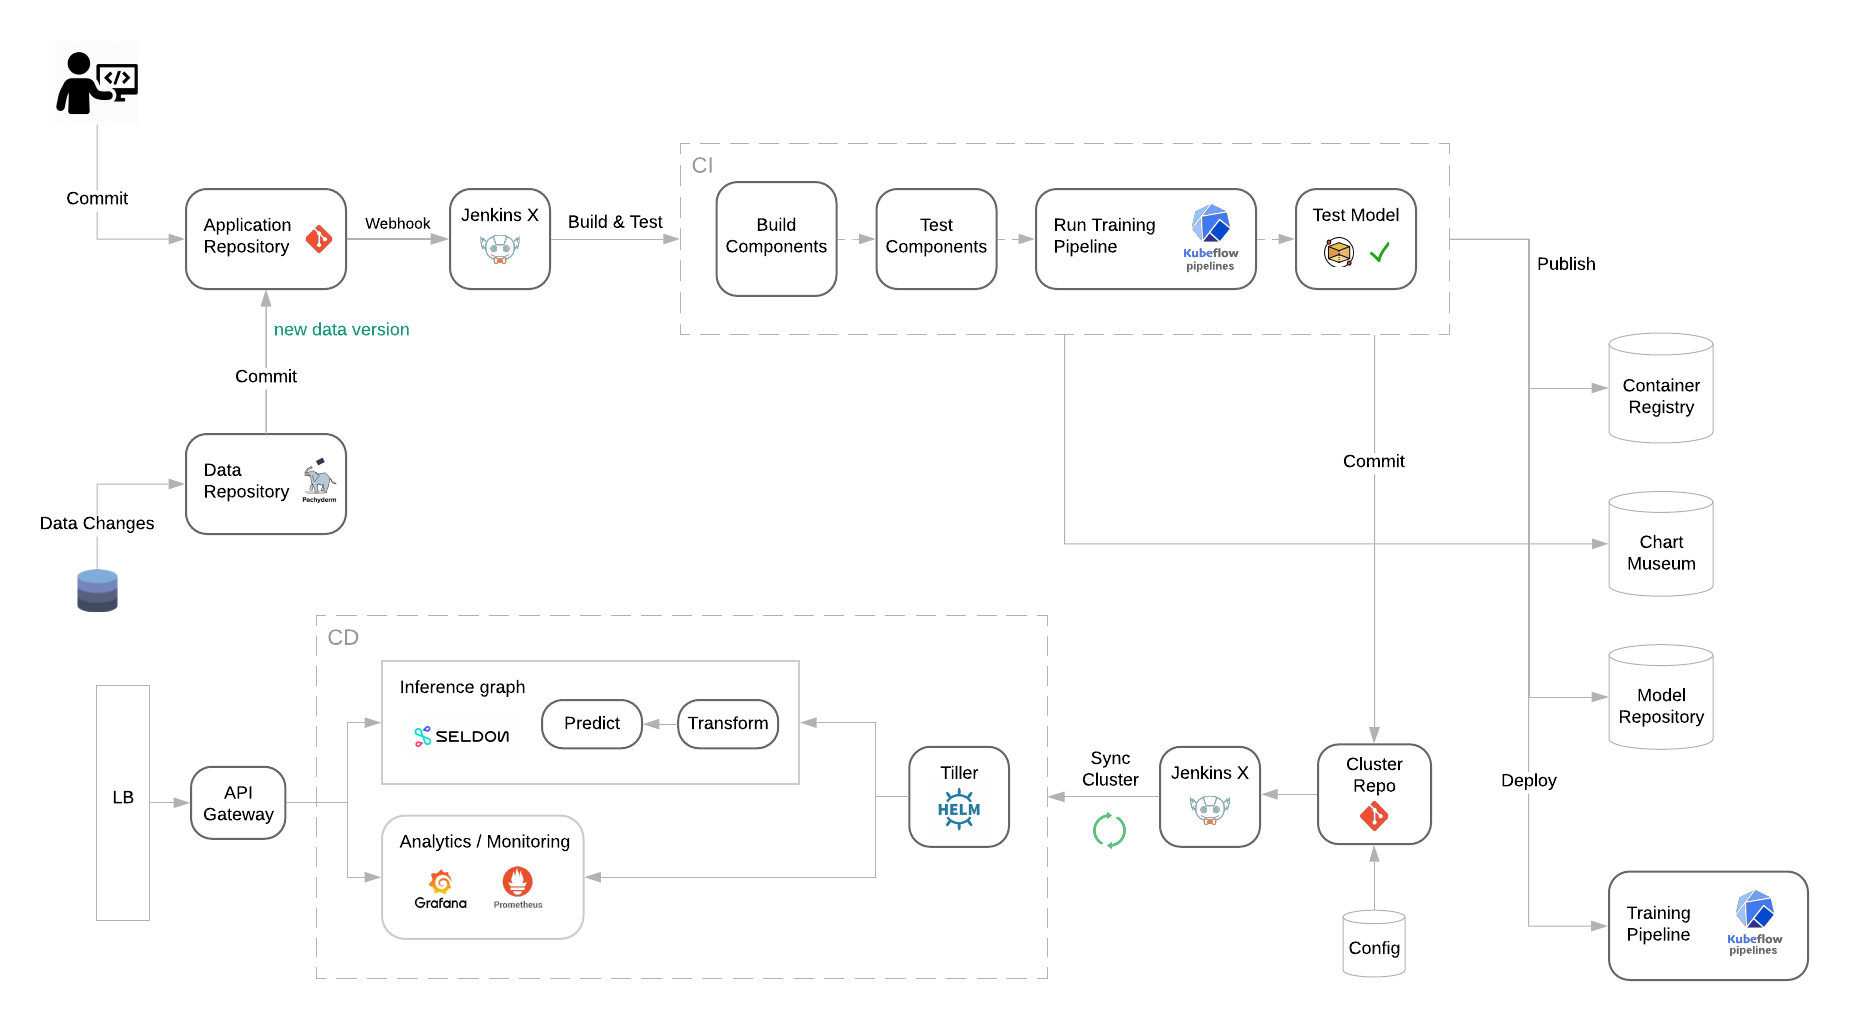 </>
Commit
Application
Repository
Webhook
Jenkins X
Build & Test
CI
Build
Components
Test
Components
Run Training
Pipeline
Kubeflow
pipelines
Test Model
Publish
new data version
Commit
Data
Repository
Pachyderm
Data Changes
Container
Registry
Commit
Chart
Museum
Model
Repository
Deploy
CD
Inference graph
SELDON
Predict
Transform
LB
API
Gateway
Analytics / Monitoring
Grafana
Prometheus
Tiller
HELM
Sync
Cluster
Jenkins X
Cluster
Repo
Config
Training
Pipeline
Kubeflow
pipelines